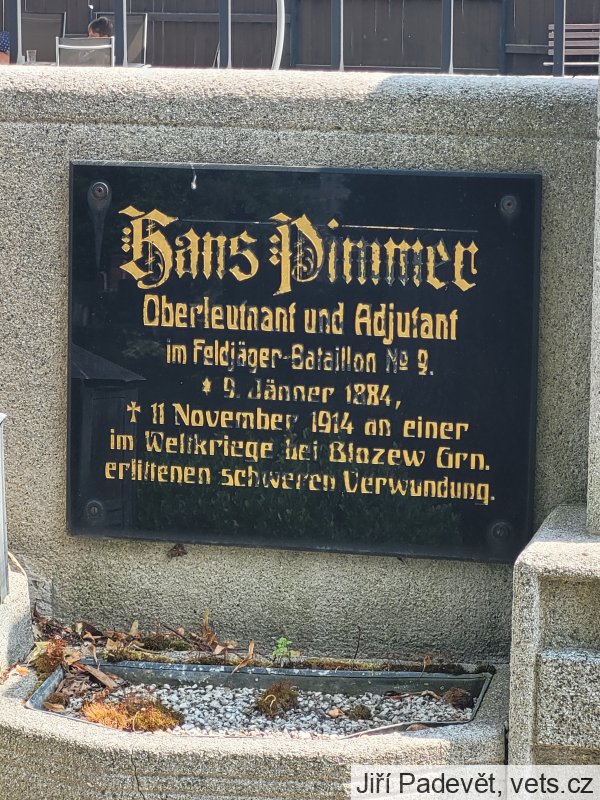 Hans Pimmer
Oberleutnant und Adjutant
im Feldjäger-Bataillon No 9.
* 9. Jänner 1884,
✝ 11 November 1914 an einer
im Weltkriege bei Błozew Grn.
erlittenen schweren Verwundung.
Jiří Padevět, vets.cz